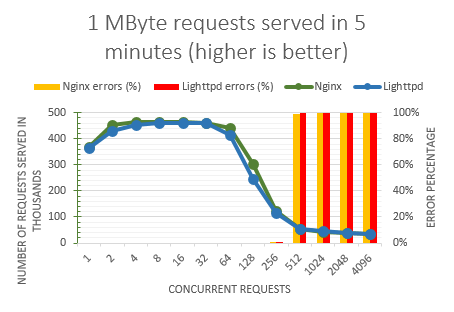 1 MByte requests served in 5
minutes (higher is better)
Nginx errors (%) Lighttpd errors (%) Nginx Lighttpd
NUMBER OF REQUESTS SERVED IN
THOUSANDS
500
400
300
200
100
0
100%
80%
60%
40%
20%
0%
ERROR PERCENTAGE
1 2 4 8 16 32 64 128 256 512 1024 2048 4096
CONCURRENT REQUESTS